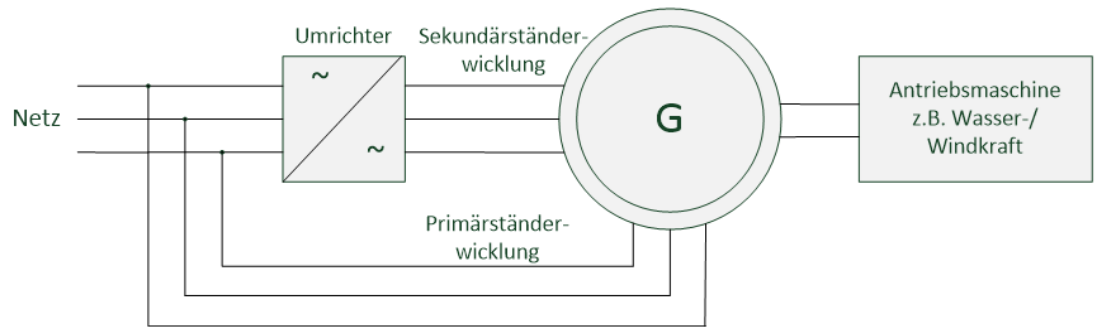 Umrichter
~
~
Sekundärständer-
wicklung
Netz
G
Antriebsmaschine
z.B. Wasser-/
Windkraft
Primärständer-
wicklung